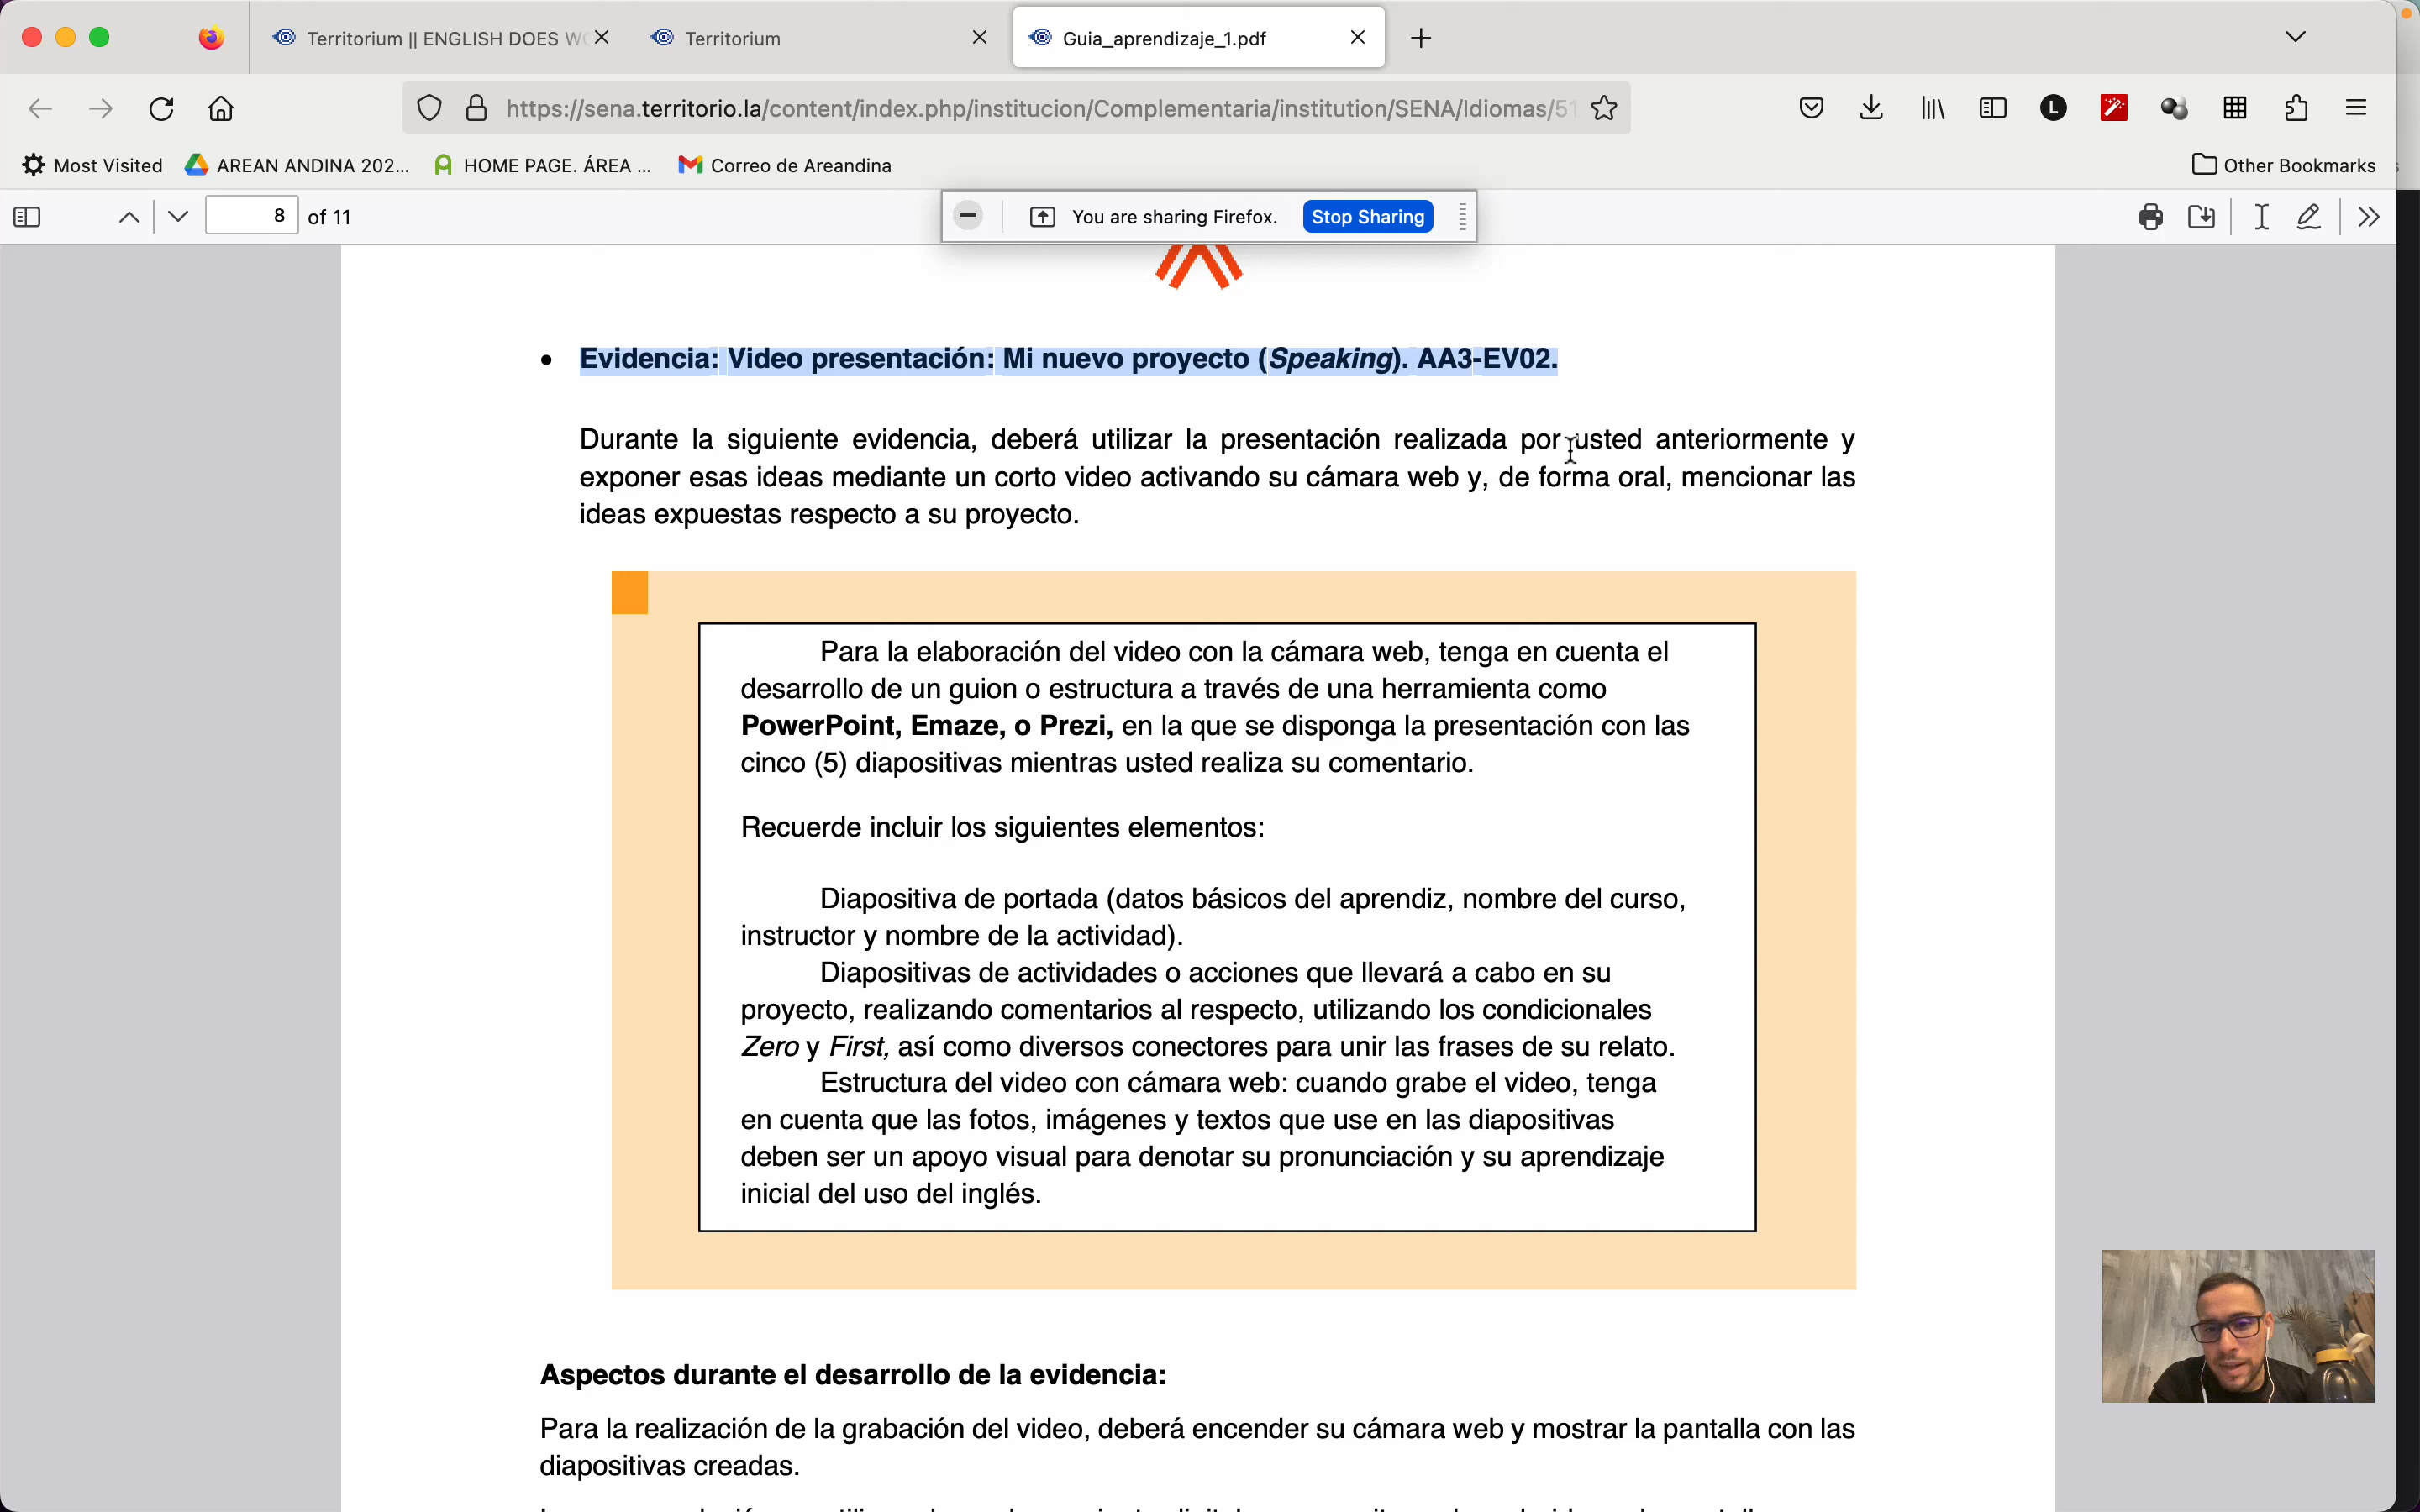 Territorium || ENGLISH DOES
Territorium
Guia_aprendizaje_1.pdf
https://sena.territorio.la/content/index.php/institucion/Complementaria/institution/SENA/Idiomas/51
L
Most Visited
AREAN ANDINA 202...
HOME PAGE. ÁREA ...
Correo de Areandina
Other Bookmarks
8 of 11
You are sharing Firefox.
Stop Sharing
• Evidencia: Video presentación: Mi nuevo proyecto (Speaking). AA3-EV02.
Durante la siguiente evidencia, deberá utilizar la presentación realizada por usted anteriormente y
exponer esas ideas mediante un corto video activando su cámara web y, de forma oral, mencionar las
ideas expuestas respecto a su proyecto.
Para la elaboración del video con la cámara web, tenga en cuenta el
desarrollo de un guion o estructura a través de una herramienta como
PowerPoint, Emaze, o Prezi, en la que se disponga la presentación con las
cinco (5) diapositivas mientras usted realiza su comentario.
Recuerde incluir los siguientes elementos:
Diapositiva de portada (datos básicos del aprendiz, nombre del curso,
instructor y nombre de la actividad).
Diapositivas de actividades o acciones que llevará a cabo en su
proyecto, realizando comentarios al respecto, utilizando los condicionales
Zero y First, así como diversos conectores para unir las frases de su relato.
Estructura del video con cámara web: cuando grabe el video, tenga
en cuenta que las fotos, imágenes y textos que use en las diapositivas
deben ser un apoyo visual para denotar su pronunciación y su aprendizaje
inicial del uso del inglés.
Aspectos durante el desarrollo de la evidencia:
Para la realización de la grabación del video, deberá encender su cámara web y mostrar la pantalla con las
diapositivas creadas.